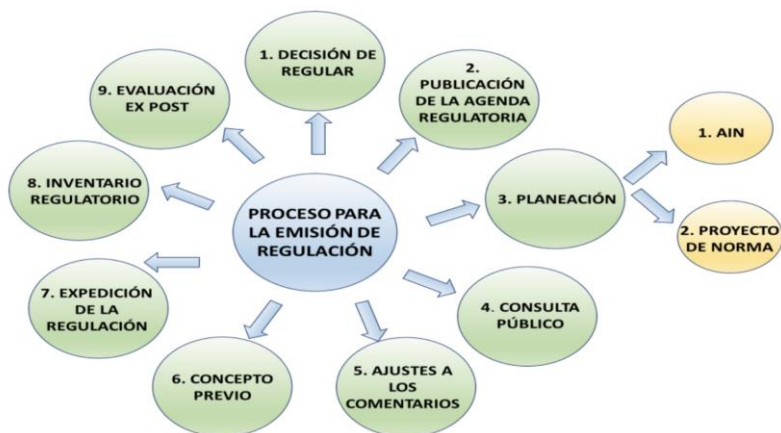 PROCESO PARA
LA EMISIÓN DE
REGULACIÓN
1. DECISIÓN DE
REGULAR
2.
PUBLICACIÓN
DE LA AGENDA
REGULATORIA
3. PLANEACIÓN
1. AIN
2. PROYECTO
DE NORMA
4. CONSULTA
PÚBLICO
5. AJUSTES A
LOS
COMENTARIOS
6. CONCEPTO
PREVIO
7. EXPEDICIÓN
DE LA
REGULACIÓN
8. INVENTARIO
REGULATORIO
9. EVALUACIÓN
EX POST